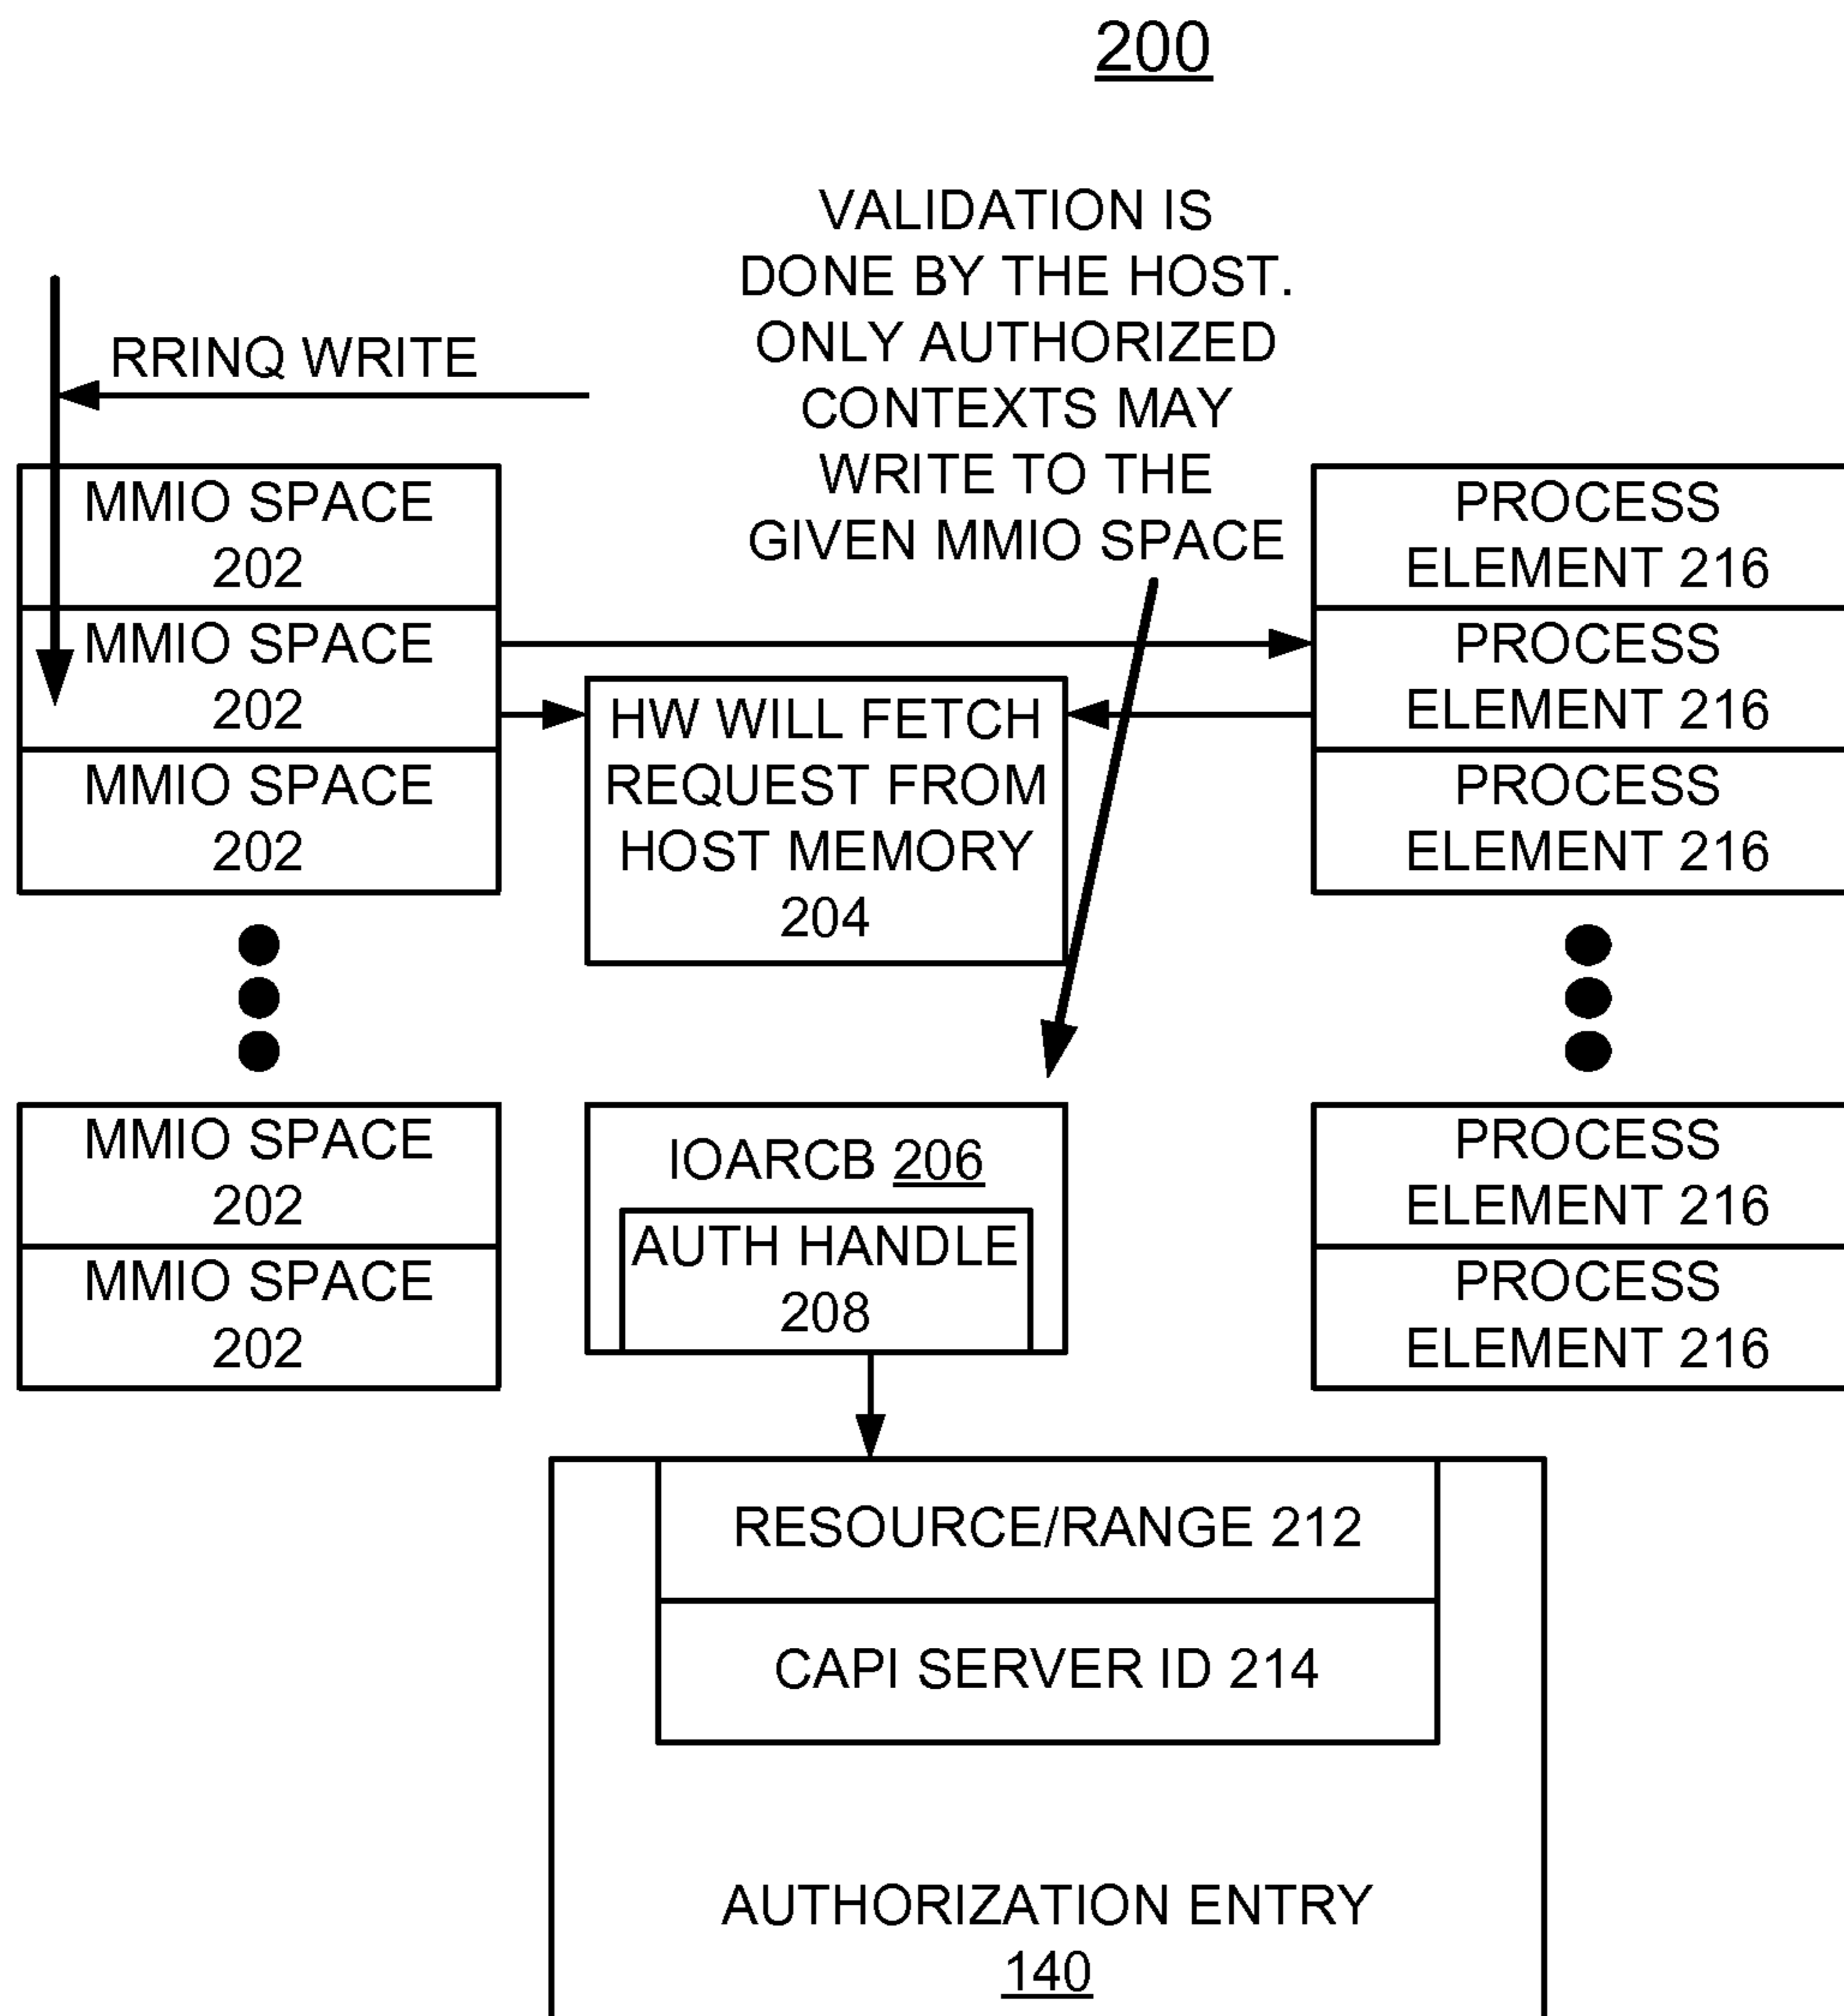 200
VALIDATION IS
DONE BY THE HOST.
ONLY AUTHORIZED
CONTEXTS MAY
WRITE TO THE
GIVEN MMIO SPACE
RRINQ WRITE
MMIO SPACE
202
MMIO SPACE
202
MMIO SPACE
202
HW WILL FETCH
REQUEST FROM
HOST MEMORY
204
PROCESS
ELEMENT 216
PROCESS
ELEMENT 216
PROCESS
ELEMENT 216
MMIO SPACE
202
MMIO SPACE
202
IOARCB 206
AUTH HANDLE
208
PROCESS
ELEMENT 216
PROCESS
ELEMENT 216
RESOURCE/RANGE 212
CAPI SERVER ID 214
AUTHORIZATION ENTRY
140